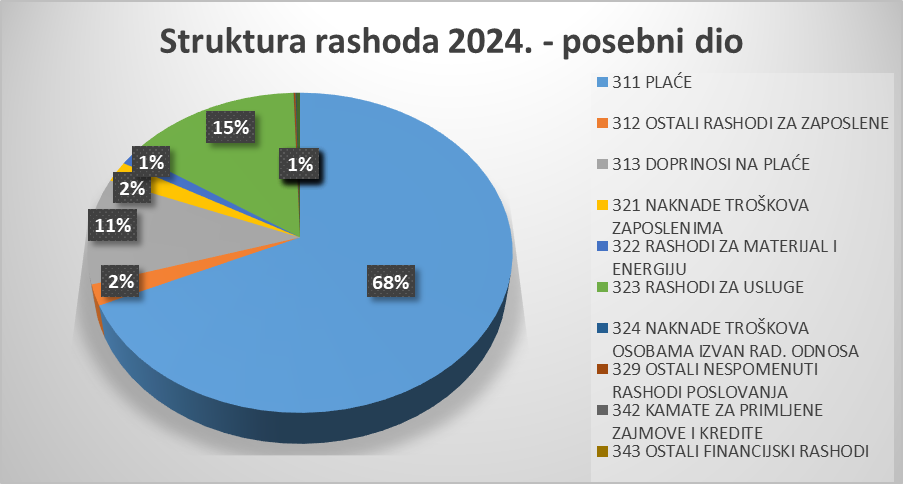 Struktura rashoda 2024. - posebni dio
15%
1%
1%
2%
11%
2%
68%
311 PLAĆE
312 OSTALI RASHODI ZA ZAPOSLENE
313 DOPRINOSI NA PLAĆE
321 NAKNADE TROŠKOVA
ZAPOSLENIMA
322 RASHODI ZA MATERIJAL I
ENERGIJU
323 RASHODI ZA USLUGE
324 NAKNADE TROŠKOVA
OSOBAMA IZVAN RAD. ODNOSA
329 OSTALI NESPOMENUTI
RASHODI POSLOVANJA
342 KAMATE ZA PRIMLJENE
ZAJMOVE I KREDITE
343 OSTALI FINANCIJSKI RASHODI